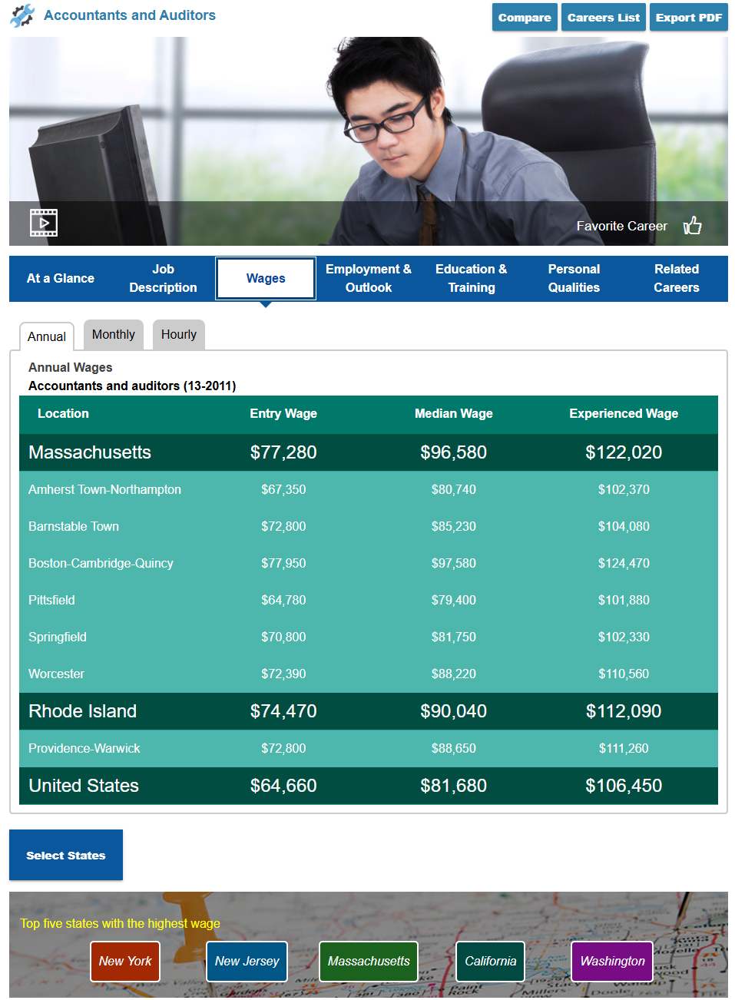 Accountants and Auditors
Compare
Careers List
Export PDF
Favorite Career
At a Glance
Job
Description
Wages
Employment &
Outlook
Education &
Training
Personal
Qualities
Related
Careers
Annual
Monthly
Hourly
Annual Wages
Accountants and auditors (13-2011)
Location Entry Wage Median Wage Experienced Wage
Massachusetts $77,280 $96,580 $122,020
Amherst Town-Northampton $67,350 $80,740 $102,370
Barnstable Town $72,800 $85,230 $104,080
Boston-Cambridge-Quincy $77,950 $97,580 $124,470
Pittsfield $64,780 $79,400 $101,880
Springfield $70,800 $81,750 $102,330
Worcester $72,390 $88,220 $110,560
Rhode Island $74,470 $90,040 $112,090
Providence-Warwick $72,800 $88,650 $111,260
United States $64,660 $81,680 $106,450
Select States
Top five states with the highest wage
New York
New Jersey
Massachusetts
California
Washington